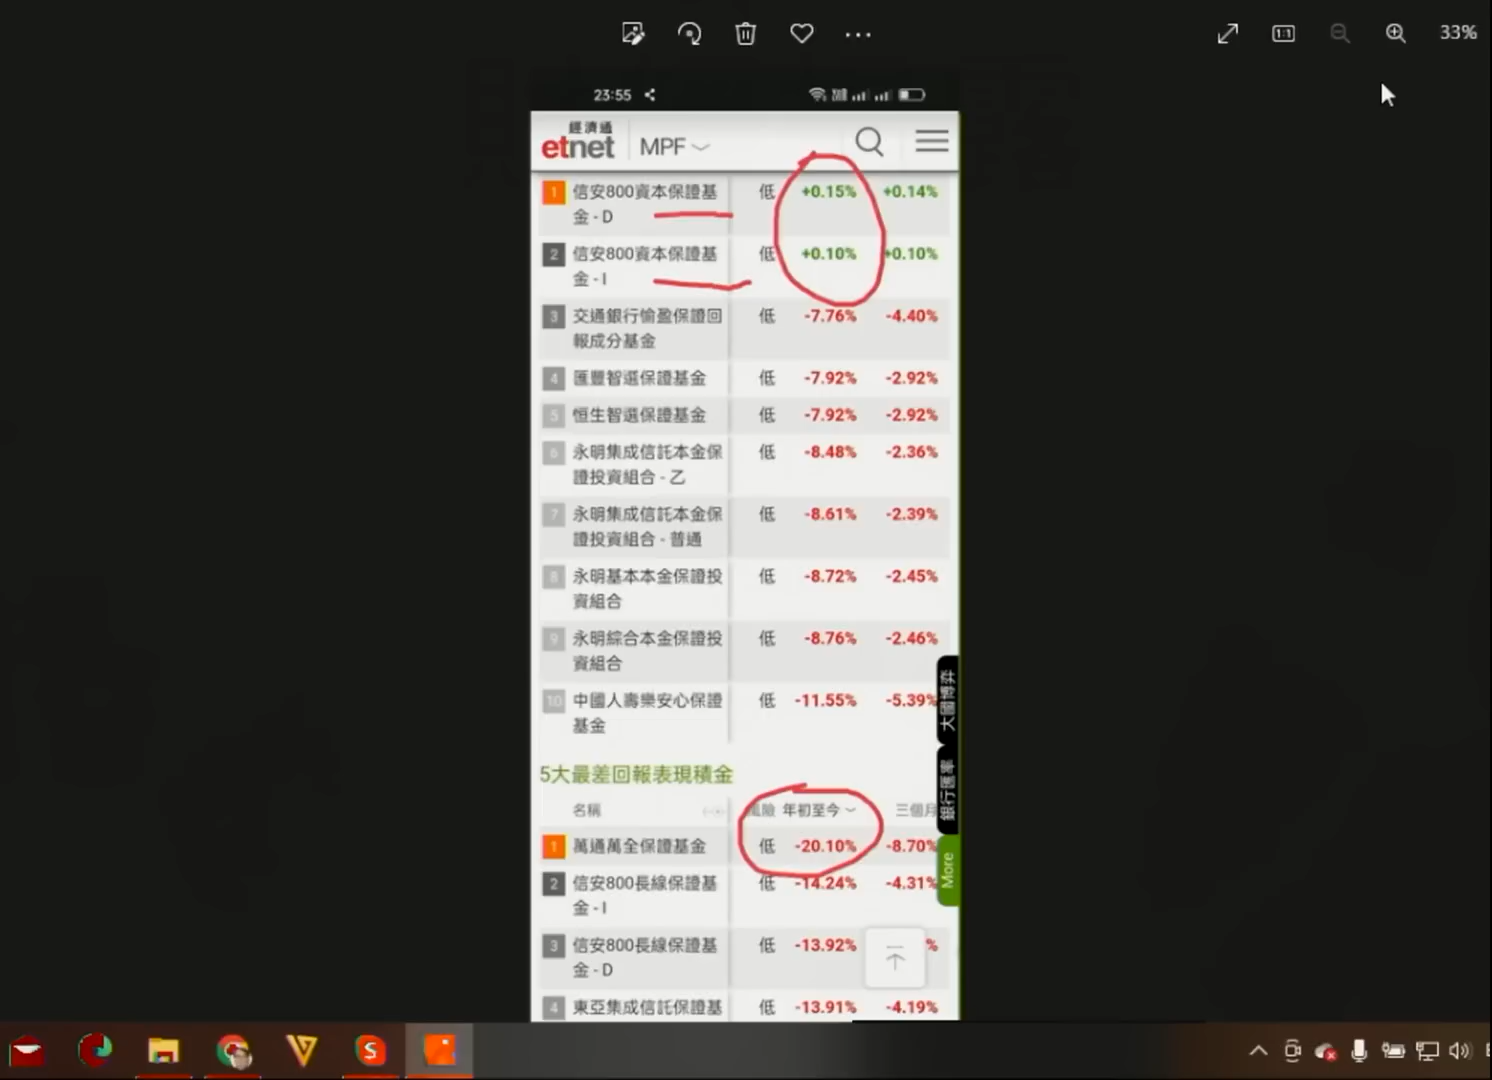 33%
23:55
經濟通
etnet
MPF
1 信安800資本保證基 低 +0.15% +0.14%
金 - D
2 信安800資本保證基 低 +0.10% +0.10%
金 - I
3 交通銀行愉盈保證回 低 -7.76% -4.40%
報成分基金
4 匯豐智選保證基金 低 -7.92% -2.92%
5 恒生智選保證基金 低 -7.92% -2.92%
6 永明集成信託本金保 低 -8.48% -2.36%
證投資組合 - 乙
7 永明集成信託本金保 低 -8.61% -2.39%
證投資組合 - 普通
8 永明基本本金保證投 低 -8.72% -2.45%
資組合
9 永明綜合本金保證投 低 -8.76% -2.46%
資組合
10 中國人壽樂安心保證 低 -11.55% -5.39%
基金
大國博弈
銀行匯率
More
5大最差回報表現積金
名稱 風險 年初至今 三個月
1 萬通萬全保證基金 低 -20.10% -8.70%
2 信安800長線保證基 低 -14.24% -4.31%
金 - I
3 信安800長線保證基 低 -13.92% %
金 - D
4 東亞集成信託保證基 低 -13.91% -4.19%